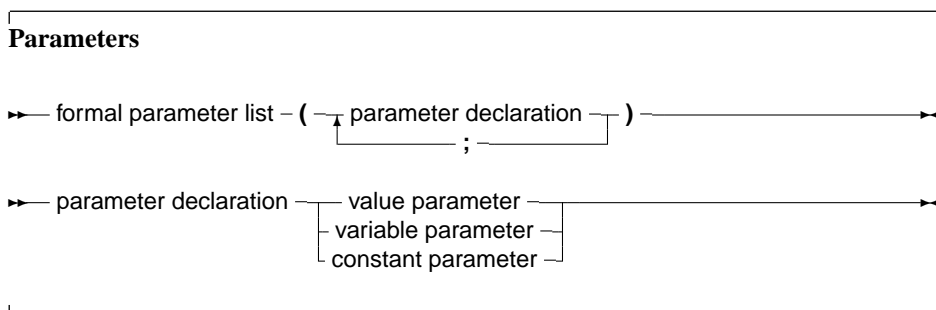 Parameters
formal parameter list ( parameter declaration )
;
parameter declaration value parameter
variable parameter
constant parameter